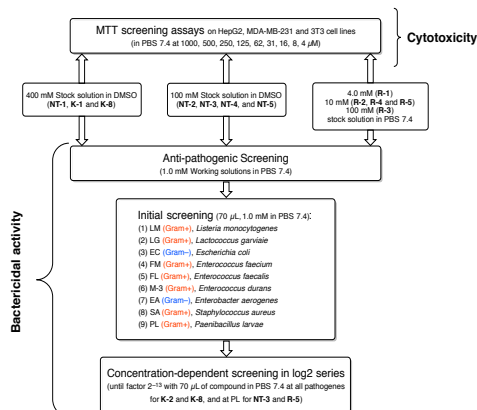 MTT screening assays on HepG2, MDA-MB-231 and 3T3 cell lines
(in PBS 7.4 at 1000, 500, 250, 125, 62, 31, 16, 8, 4 µM)
Cytotoxicity
400 mM Stock solution in DMSO
(NT-1, K-1 and K-8)
100 mM Stock solution in DMSO
(NT-2, NT-3, NT-4, and NT-5)
4.0 mM (R-1)
10 mM (R-2, R-4 and R-5)
100 mM (R-3)
stock solution in PBS 7.4
Bactericidal activity
Anti-pathogenic Screening
(1.0 mM Working solutions in PBS 7.4)
Initial screening (70 µL, 1.0 mM in PBS 7.4):
(1) LM (Gram+), Listeria monocytogenes
(2) LG (Gram+), Lactococcus garviaie
(3) EC (Gram–), Escherichia coli
(4) FM (Gram+), Enterococcus faecium
(5) FL (Gram+), Enterococcus faecalis
(6) M-3 (Gram+), Enterococcus durans
(7) EA (Gram–), Enterobacter aerogenes
(8) SA (Gram+), Staphylococcus aureus
(9) PL (Gram+), Paenibacillus larvae
Concentration-dependent screening in log2 series
(until factor 2⁻¹³ with 70 µL of compound in PBS 7.4 at all pathogenes
for K-2 and K-8, and at PL for NT-3 and R-5)